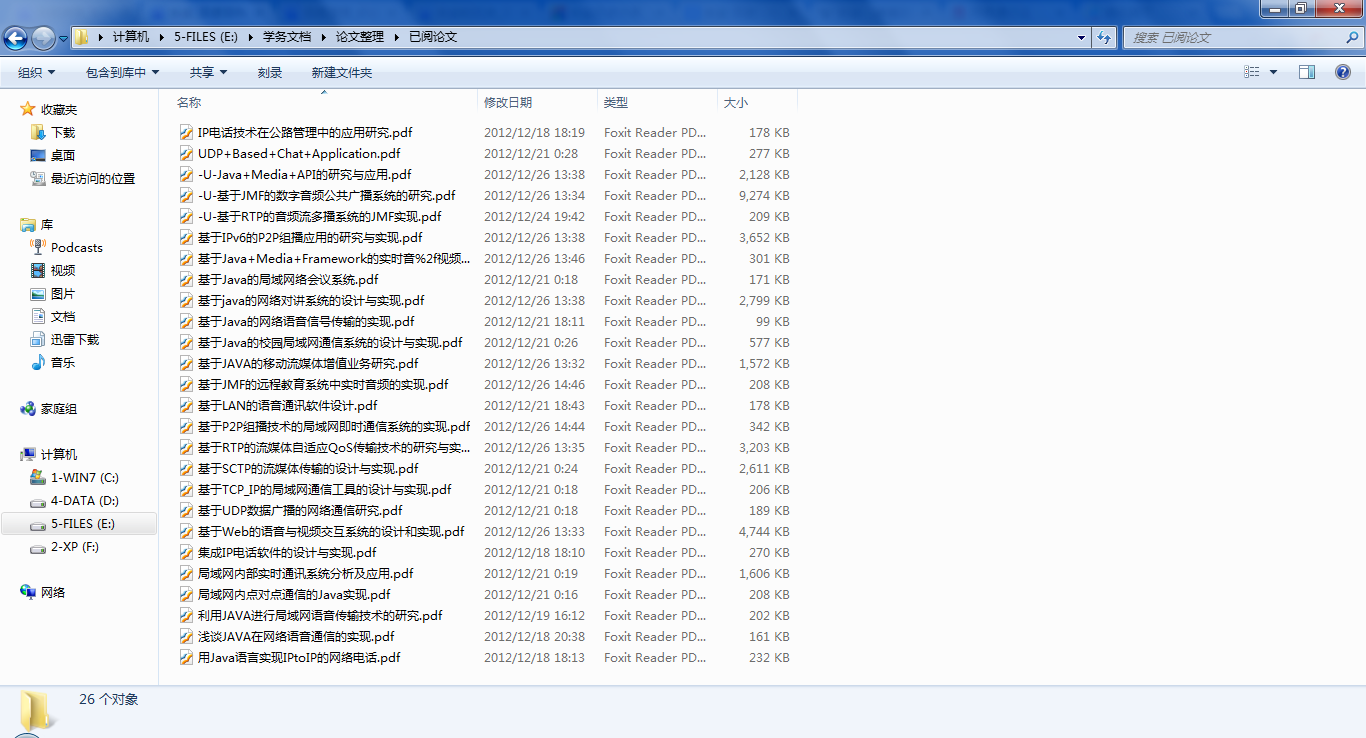 计算机 5-FILES (E:) 学务文档 论文整理 已阅论文 搜索 已阅论文
组织 包含到库中 共享 刻录 新建文件夹
收藏夹
下载
桌面
最近访问的位置
库
Podcasts
视频
图片
文档
迅雷下载
音乐
家庭组
计算机
1-WIN7 (C:)
4-DATA (D:)
5-FILES (E:)
2-XP (F:)
网络
名称 修改日期 类型 大小
IP电话技术在公路管理中的应用研究.pdf 2012/12/18 18:19 Foxit Reader PD... 178 KB
UDP+Based+Chat+Application.pdf 2012/12/21 0:28 Foxit Reader PD... 277 KB
-U-Java+Media+API的研究与应用.pdf 2012/12/26 13:38 Foxit Reader PD... 2,128 KB
-U-基于JMF的数字音频公共广播系统的研究.pdf 2012/12/26 13:34 Foxit Reader PD... 9,274 KB
-U-基于RTP的音频流多播系统的JMF实现.pdf 2012/12/24 19:42 Foxit Reader PD... 209 KB
基于IPv6的P2P组播应用的研究与实现.pdf 2012/12/26 13:38 Foxit Reader PD... 3,652 KB
基于Java+Media+Framework的实时音%2f视频... 2012/12/26 13:46 Foxit Reader PD... 301 KB
基于Java的局域网络会议系统.pdf 2012/12/21 0:18 Foxit Reader PD... 171 KB
基于java的网络对讲系统的设计与实现.pdf 2012/12/26 13:38 Foxit Reader PD... 2,799 KB
基于Java的网络语音信号传输的实现.pdf 2012/12/21 18:11 Foxit Reader PD... 99 KB
基于Java的校园局域网通信系统的设计与实现.pdf 2012/12/21 0:26 Foxit Reader PD... 577 KB
基于JAVA的移动流媒体增值业务研究.pdf 2012/12/26 13:32 Foxit Reader PD... 1,572 KB
基于JMF的远程教育系统中实时音频的实现.pdf 2012/12/26 14:46 Foxit Reader PD... 208 KB
基于LAN的语音通讯软件设计.pdf 2012/12/21 18:43 Foxit Reader PD... 178 KB
基于P2P组播技术的局域网即时通信系统的实现.pdf 2012/12/26 14:44 Foxit Reader PD... 342 KB
基于RTP的流媒体自适应QoS传输技术的研究与实... 2012/12/26 13:35 Foxit Reader PD... 3,203 KB
基于SCTP的流媒体传输的设计与实现.pdf 2012/12/21 0:24 Foxit Reader PD... 2,611 KB
基于TCP_IP的局域网通信工具的设计与实现.pdf 2012/12/21 0:18 Foxit Reader PD... 206 KB
基于UDP数据广播的网络通信研究.pdf 2012/12/21 0:18 Foxit Reader PD... 189 KB
基于Web的语音与视频交互系统的设计和实现.pdf 2012/12/26 13:33 Foxit Reader PD... 4,744 KB
集成IP电话软件的设计与实现.pdf 2012/12/18 18:10 Foxit Reader PD... 270 KB
局域网内部实时通讯系统分析及应用.pdf 2012/12/21 0:19 Foxit Reader PD... 1,606 KB
局域网内点对点通信的Java实现.pdf 2012/12/21 0:16 Foxit Reader PD... 208 KB
利用JAVA进行局域网语音传输技术的研究.pdf 2012/12/19 16:12 Foxit Reader PD... 202 KB
浅谈JAVA在网络语音通信的实现.pdf 2012/12/18 20:38 Foxit Reader PD... 161 KB
用Java语言实现IPtoIP的网络电话.pdf 2012/12/18 18:13 Foxit Reader PD... 232 KB
26 个对象